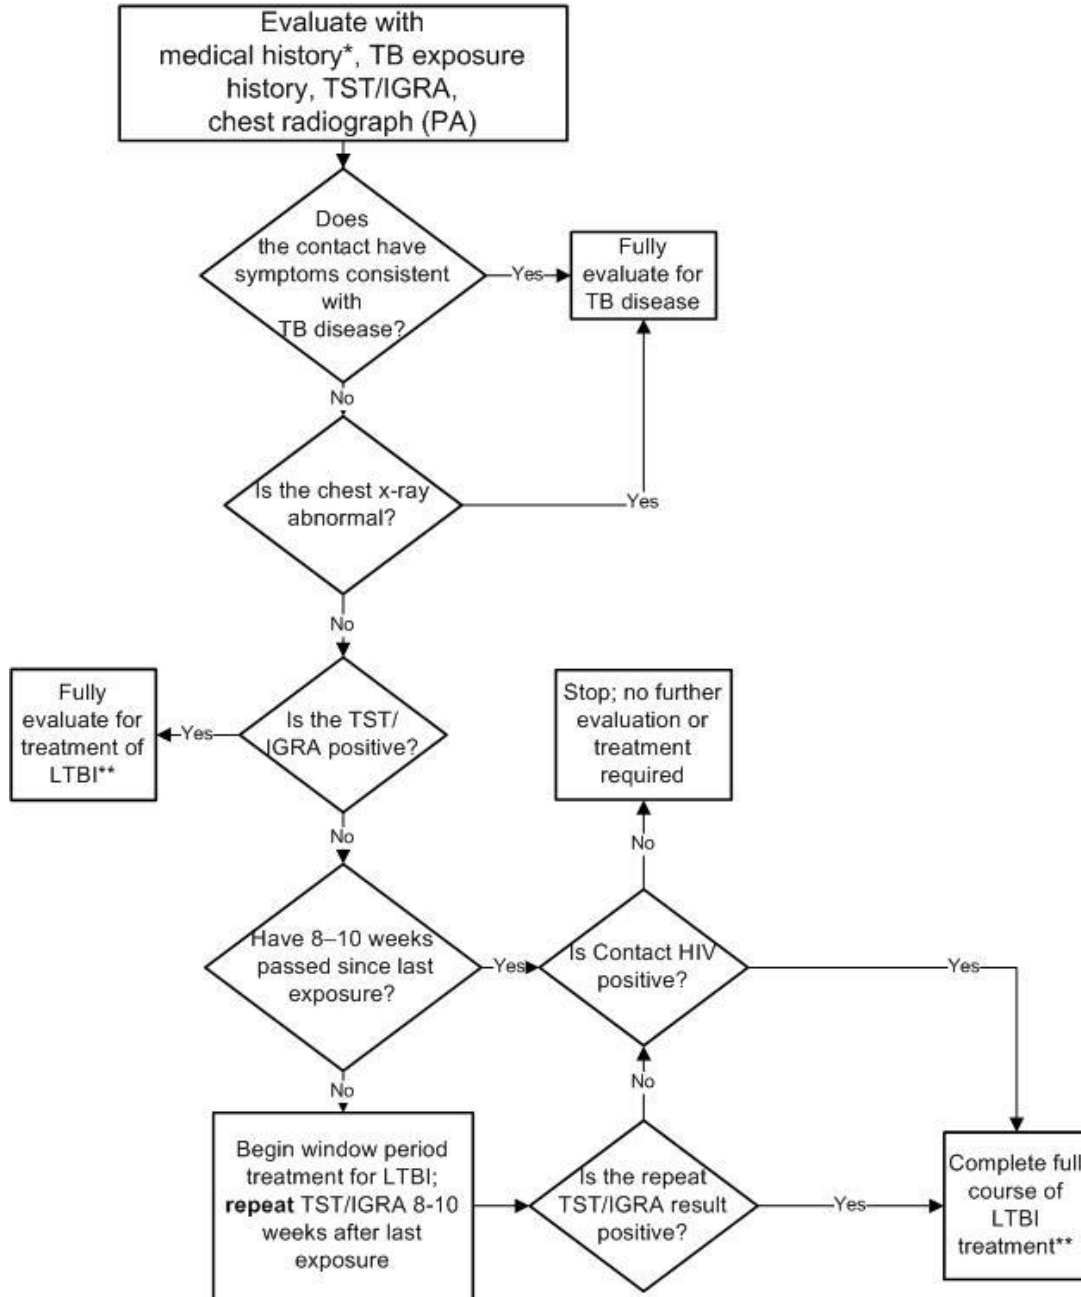 Evaluate with
medical history*, TB exposure
history, TST/IGRA,
chest radiograph (PA)
Does
the contact have
symptoms consistent
with
TB disease?
Yes
Fully
evaluate for
TB disease
No
Is the chest x-ray
abnormal?
Yes
No
Fully
evaluate for
treatment of
LTBI**
Yes
Is the TST/
IGRA positive?
Stop; no further
evaluation or
treatment
required
No
No
Have 8–10 weeks
passed since last
exposure?
Yes
Is Contact HIV
positive?
Yes
No
No
Begin window period
treatment for LTBI;
repeat TST/IGRA 8-10
weeks after last
exposure
Is the repeat
TST/IGRA result
positive?
Yes
Complete full
course of
LTBI
treatment**